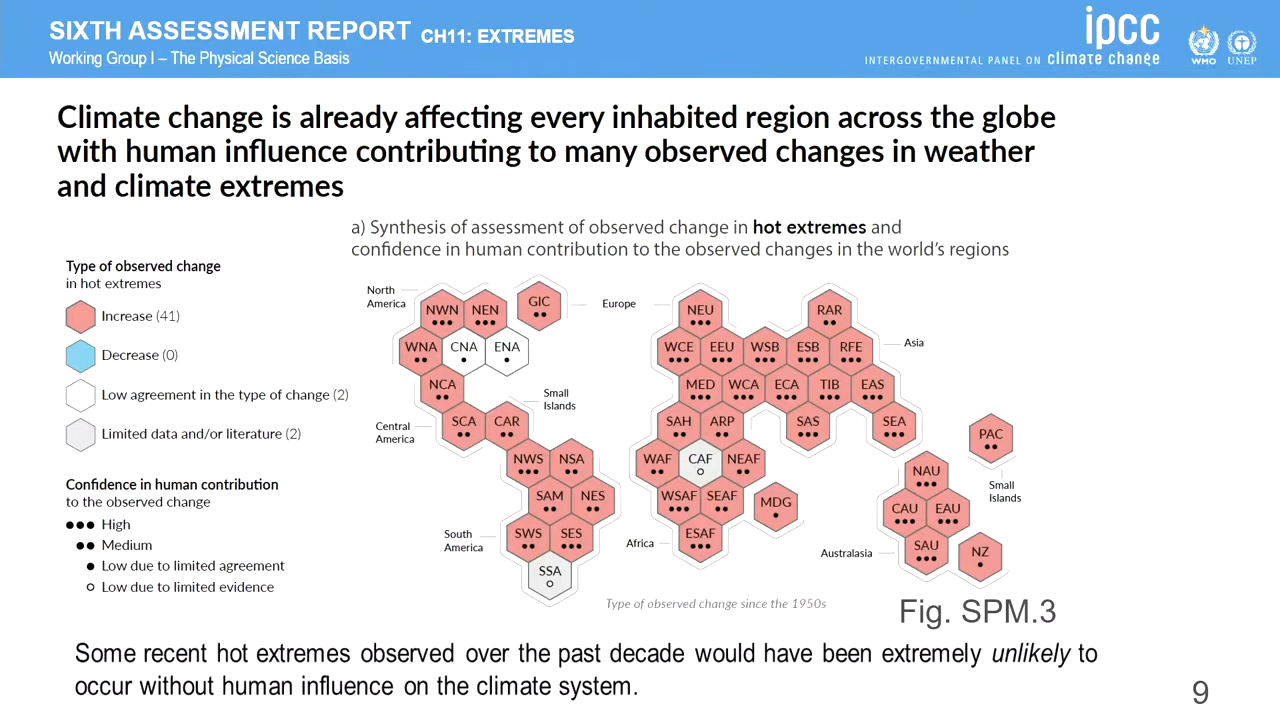 SIXTH ASSESSMENT REPORT CH11: EXTREMES
Working Group I – The Physical Science Basis
ipcc
INTERGOVERNMENTAL PANEL ON climate change
WMO
UNEP
Climate change is already affecting every inhabited region across the globe
with human influence contributing to many observed changes in weather
and climate extremes
a) Synthesis of assessment of observed change in hot extremes and
confidence in human contribution to the observed changes in the world's regions
Type of observed change
in hot extremes
Increase (41)
Decrease (0)
Low agreement in the type of change (2)
Limited data and/or literature (2)
Confidence in human contribution
to the observed change
●●● High
●● Medium
● Low due to limited agreement
○ Low due to limited evidence
North
America
NWN
●●●
NEN
●●●
GIC
●●
WNA
●●
CNA
●
ENA
●
NCA
●●
Small
Islands
Central
America
SCA
●●
CAR
●●
NWS
●●●
NSA
●●
SAM
●●
NES
●●
South
America
SWS
●●
SES
●●●
SSA
○
Europe
NEU
●●●
RAR
●●
WCE
●●●
EEU
●●●
WSB
●●●
ESB
●●●
RFE
●●●
Asia
MED
●●●
WCA
●●●
ECA
●●●
TIB
●●●
EAS
●●●
SAH
●●
ARP
●●
SAS
●●●
SEA
●●●
WAF
●●
CAF
○
NEAF
●●
WSAF
●●●
SEAF
●●
MDG
●
Africa
ESAF
●●●
PAC
●●
Small
Islands
NAU
●●●
CAU
●●●
EAU
●●●
Australasia
SAU
●●●
NZ
●
Type of observed change since the 1950s
Fig. SPM.3
Some recent hot extremes observed over the past decade would have been extremely unlikely to
occur without human influence on the climate system.
9